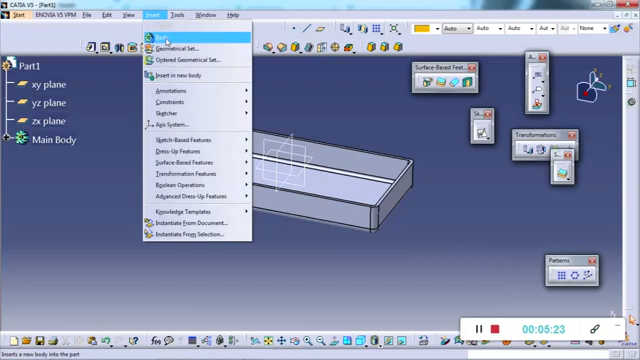 CATIA V5 - [Part1]
Start ENOVIA V5 VPM File Edit View Insert Tools Window Help
Auto Auto
Body
Geometrical Set...
Ordered Geometrical Set...
Insert in new body
Annotations
Constraints
Sketcher
Axis System...
Sketch-Based Features
Dress-Up Features
Surface-Based Features
Transformation Features
Boolean Operations
Advanced Dress-Up Features
Knowledge Templates
Instantiate From Document...
Instantiate From Selection...
Part1
xy plane
yz plane
zx plane
Main Body
Surface-Based Feat...
Transformations
Patterns
00:05:23
Inserts a new body into the part